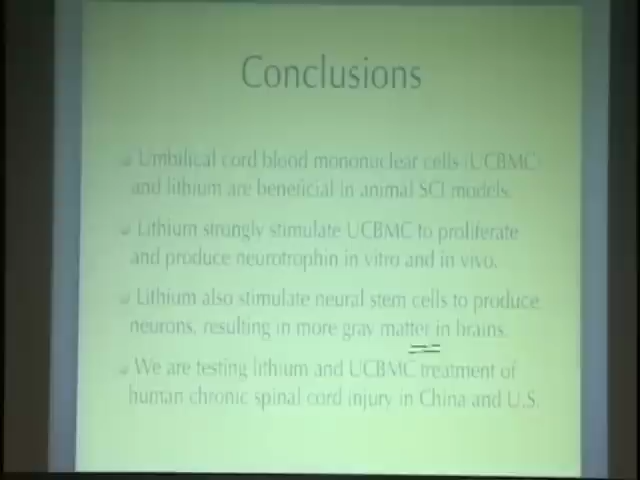 Conclusions
Umbilical cord blood mononuclear cells (UCBMC)
and lithium are beneficial in animal SCI models.
Lithium strongly stimulate UCBMC to proliferate
and produce neurotrophin in vitro and in vivo.
Lithium also stimulate neural stem cells to produce
neurons, resulting in more gray matter in brains.
We are testing lithium and UCBMC treatment of
human chronic spinal cord injury in China and U.S.